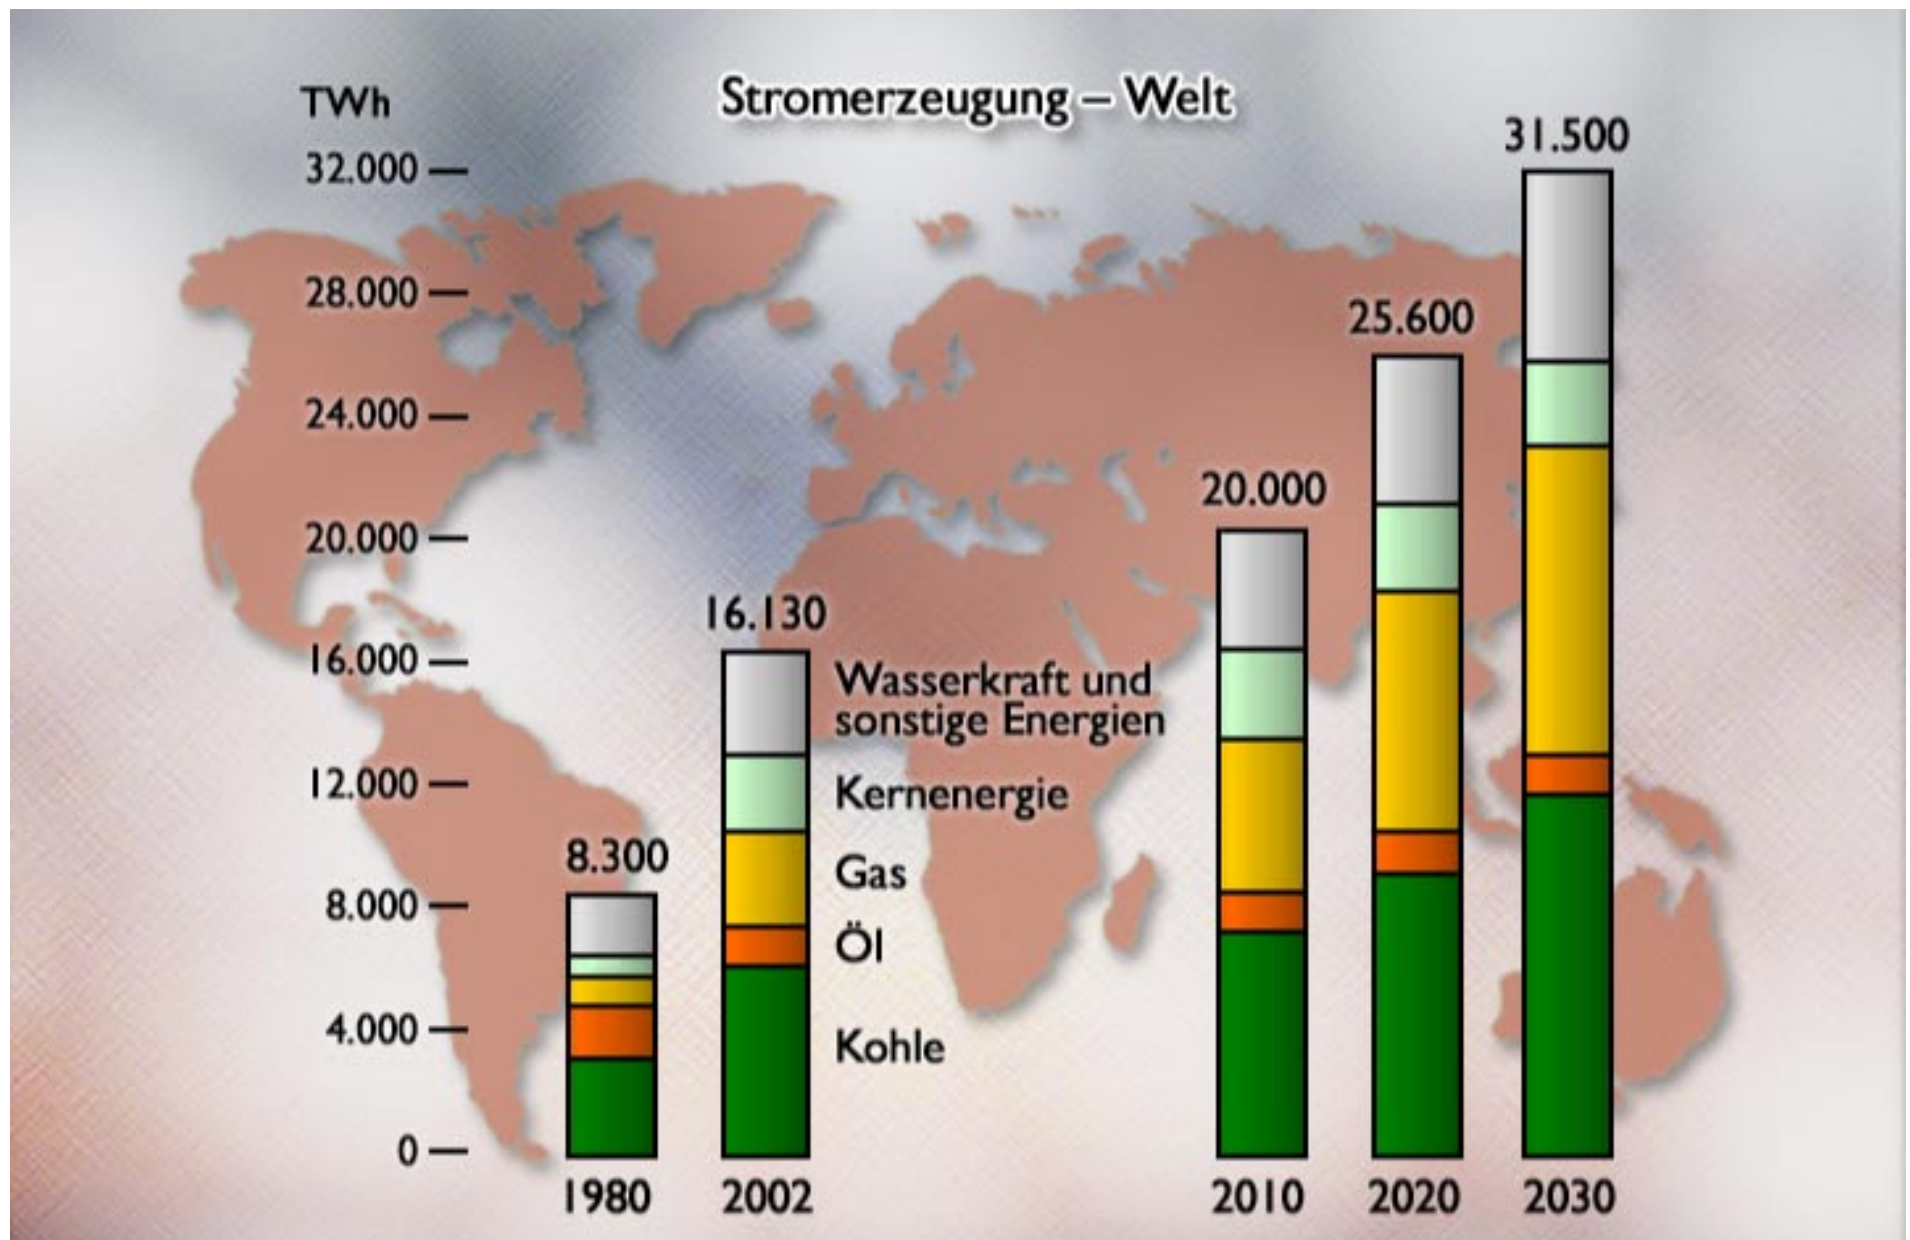 Stromerzeugung – Welt
TWh
32.000
28.000
24.000
20.000
16.000
12.000
8.000
4.000
0
8.300
16.130
20.000
25.600
31.500
Wasserkraft und
sonstige Energien
Kernenergie
Gas
Öl
Kohle
1980
2002
2010
2020
2030